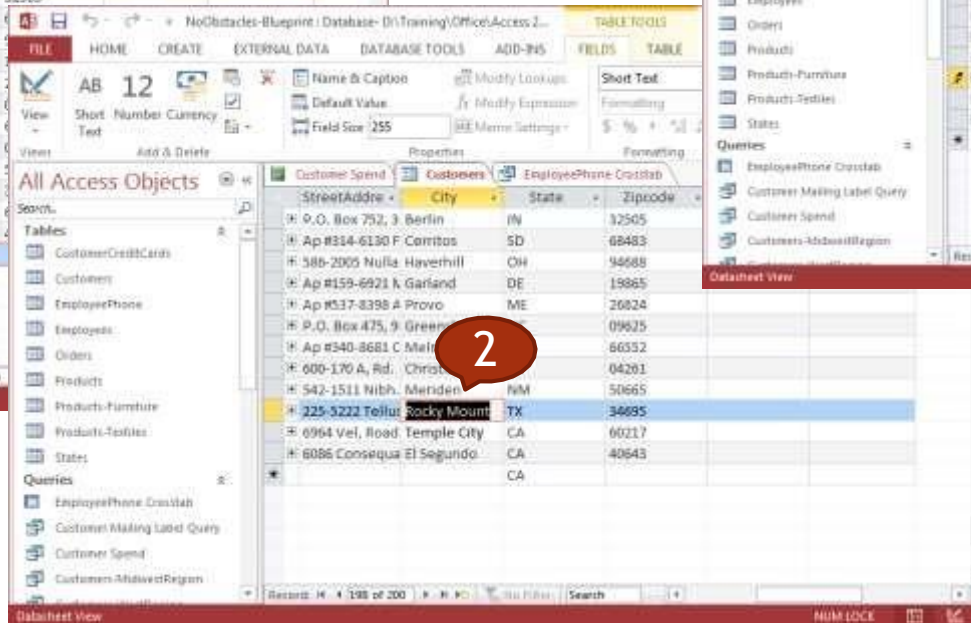 NoObstacles-Blueprint : Database- D:\Training\Office\Access 2...
TABLE TOOLS
FILE HOME CREATE EXTERNAL DATA DATABASE TOOLS ADD-INS FIELDS TABLE
View
AB Short Text
12 Number
Currency
Name & Caption
Default Value
Field Size 255
Modify Lookups
Modify Expression
Memo Settings
Short Text
Formatting
$ %
Views Add & Delete Properties Formatting
All Access Objects
Search..
Tables
CustomerCreditCards
Customers
EmployeePhone
Employees
Orders
Products
Products-Furniture
Products-Textiles
States
Queries
EmployeePhone Crosstab
Customer Mailing Label Query
Customer Spend
Customers-MidwestRegion
Customer Spend Customers EmployeePhone Crosstab
StreetAddre City State Zipcode
P.O. Box 752, 3 Berlin IN 32505
Ap #314-6130 F Cerritos SD 68483
586-2005 Nulla Haverhill OH 94688
Ap #159-6921 Garland DE 19865
Ap #537-8398 A Provo ME 26824
P.O. Box 475, 9 09625
Ap #340-8681 C 66552
600-170 A, Rd. 04261
542-1511 Nibh. Meriden NM 50665
225-5222 Tellus Rocky Mount TX 34695
6964 Vel, Road Temple City CA 60217
6086 Consequa El Segundo CA 40643
CA
2
Record: 198 of 200 No Filter Search
Datasheet View NUM LOCK
Employees
Orders
Products
Products-Furniture
Products-Textiles
States
Queries
EmployeePhone Crosstab
Customer Mailing Label Query
Customer Spend
Customers-MidwestRegion
Datasheet View